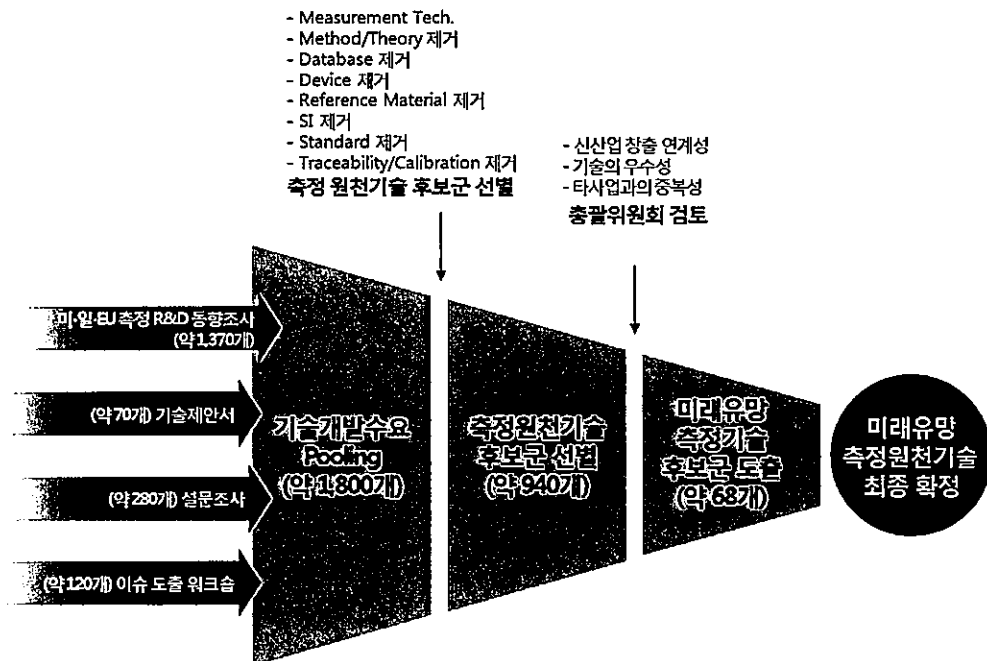 - Measurement Tech.
- Method/Theory 제거
- Database 제거
- Device 제거
- Reference Material 제거
- SI 제거
- Standard 제거
- Traceability/Calibration 제거
측정 원천기술 후보군 선별
- 신산업 창출 연계성
- 기술의 우수성
- 타사업과의 중복성
총괄위원회 검토
미·일·EU 측정 R&D 동향조사
(약 1,370개)
(약 70개) 기술제안서
(약 280개) 설문조사
(약 120개) 이슈 도출 워크숍
기술개발수요
Pooling
(약 1,800개)
측정원천기술
후보군 선별
(약 940개)
미래유망
측정기술
후보군 도출
(약 68개)
미래유망
측정원천기술
최종 확정